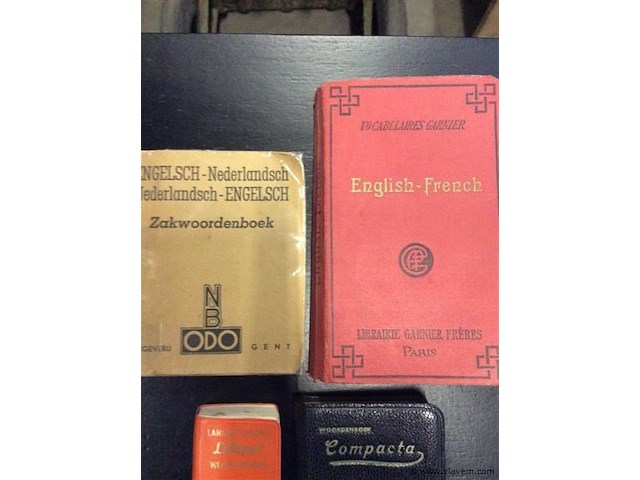 ENGELSCH-Nederlandsch
Nederlandsch-ENGELSCH
Zakwoordenboek
NB
ODO
GENT
VOCABULAIRES GARNIER
English-French
LIBRAIRIE GARNIER FRÈRES
PARIS
WOORDENBOEK
Compacta
vlavem.com